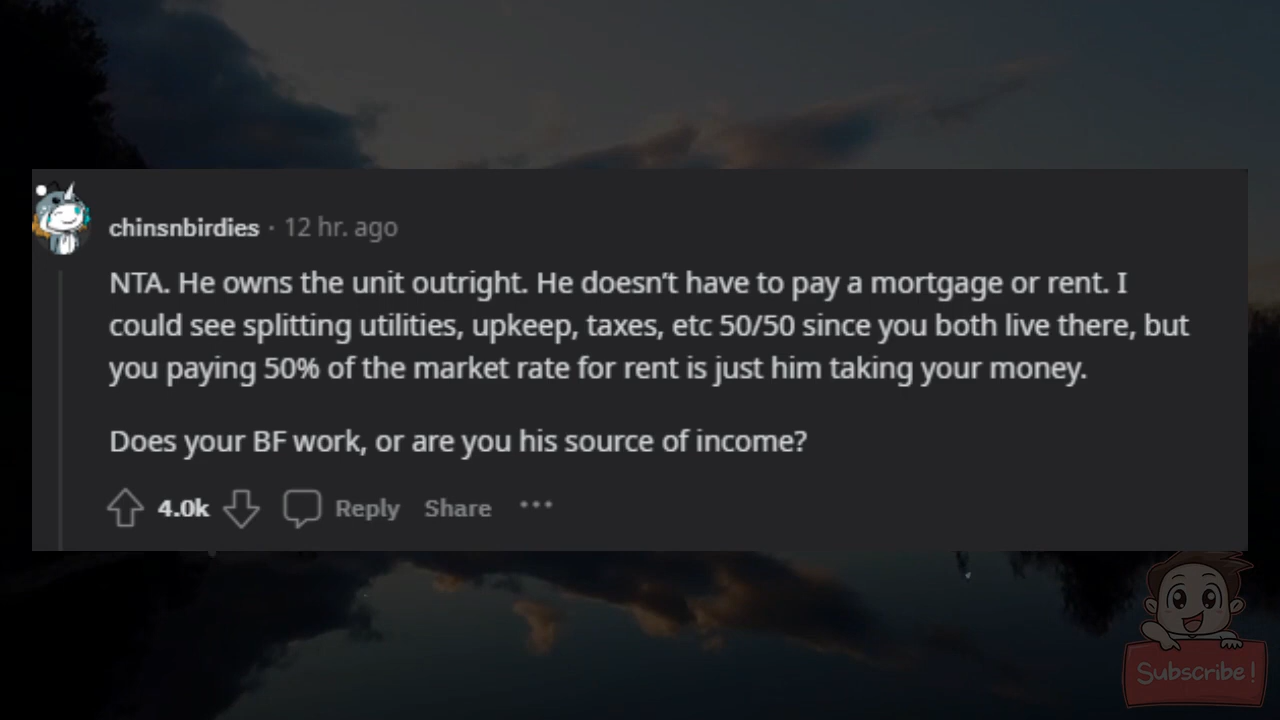 chinsnbirdies · 12 hr. ago
NTA. He owns the unit outright. He doesn't have to pay a mortgage or rent. I
could see splitting utilities, upkeep, taxes, etc 50/50 since you both live there, but
you paying 50% of the market rate for rent is just him taking your money.
Does your BF work, or are you his source of income?
4.0k Reply Share ···
Subscribe!